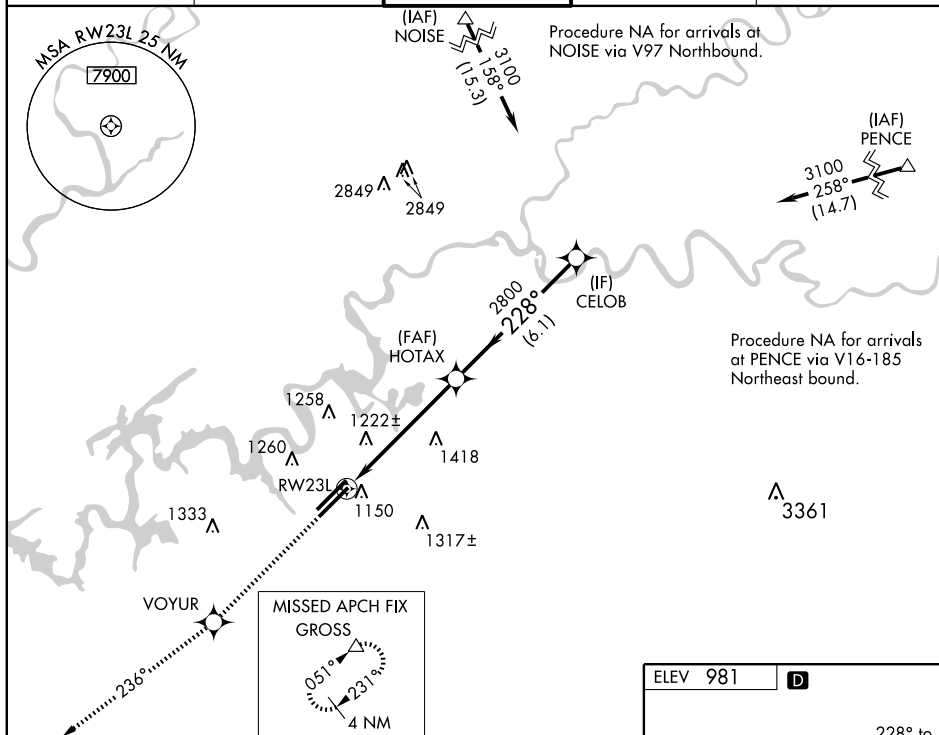 MSA RW23L 25 NM
7900
(IAF)
NOISE
3100
158°
(15.3)
Procedure NA for arrivals at
NOISE via V97 Northbound.
(IAF)
PENCE
3100
258°
(14.7)
2849
2849
(IF)
CELOB
2800
228°
(6.1)
(FAF)
HOTAX
Procedure NA for arrivals
at PENCE via V16-185
Northeast bound.
1258
1222±
1260
1418
RW23L
1150
1333
1317±
3361
VOYUR
236°
MISSED APCH FIX
GROSS
051°
231°
4 NM
ELEV 981
D
228° to